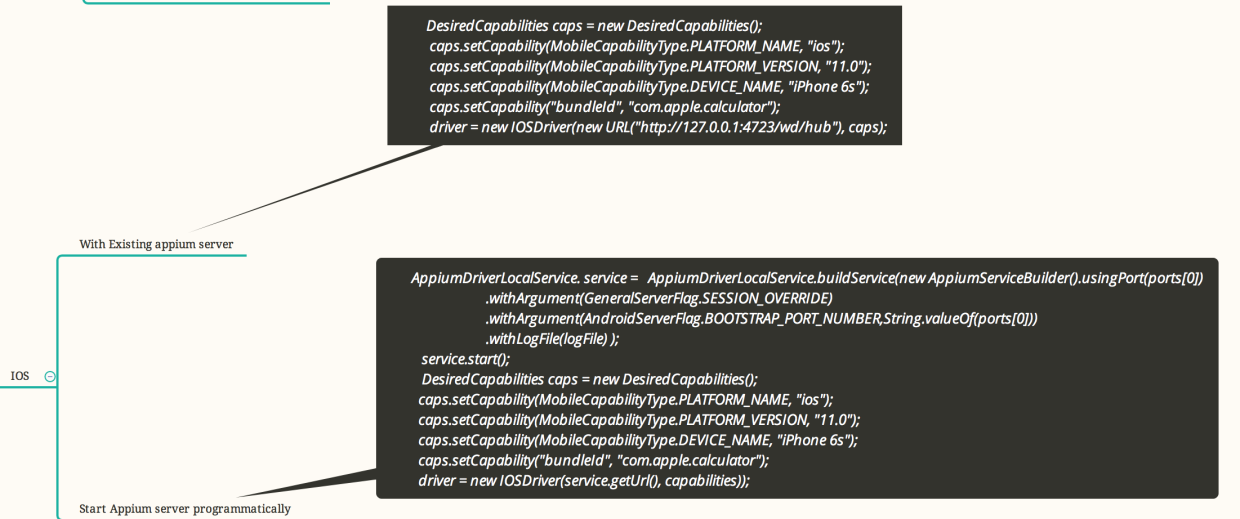 DesiredCapabilities caps = new DesiredCapabilities();
caps.setCapability(MobileCapabilityType.PLATFORM_NAME, "ios");
caps.setCapability(MobileCapabilityType.PLATFORM_VERSION, "11.0");
caps.setCapability(MobileCapabilityType.DEVICE_NAME, "iPhone 6s");
caps.setCapability("bundleId", "com.apple.calculator");
driver = new IOSDriver(new URL("http://127.0.0.1:4723/wd/hub"), caps);
With Existing appium server
AppiumDriverLocalService. service = AppiumDriverLocalService.buildService(new AppiumServiceBuilder().usingPort(ports[0])
.withArgument(GeneralServerFlag.SESSION_OVERRIDE)
.withArgument(AndroidServerFlag.BOOTSTRAP_PORT_NUMBER,String.valueOf(ports[0]))
.withLogFile(logFile) );
service.start();
DesiredCapabilities caps = new DesiredCapabilities();
caps.setCapability(MobileCapabilityType.PLATFORM_NAME, "ios");
caps.setCapability(MobileCapabilityType.PLATFORM_VERSION, "11.0");
caps.setCapability(MobileCapabilityType.DEVICE_NAME, "iPhone 6s");
caps.setCapability("bundleId", "com.apple.calculator");
driver = new IOSDriver(service.getUrl(), capabilities));
IOS
Start Appium server programmatically